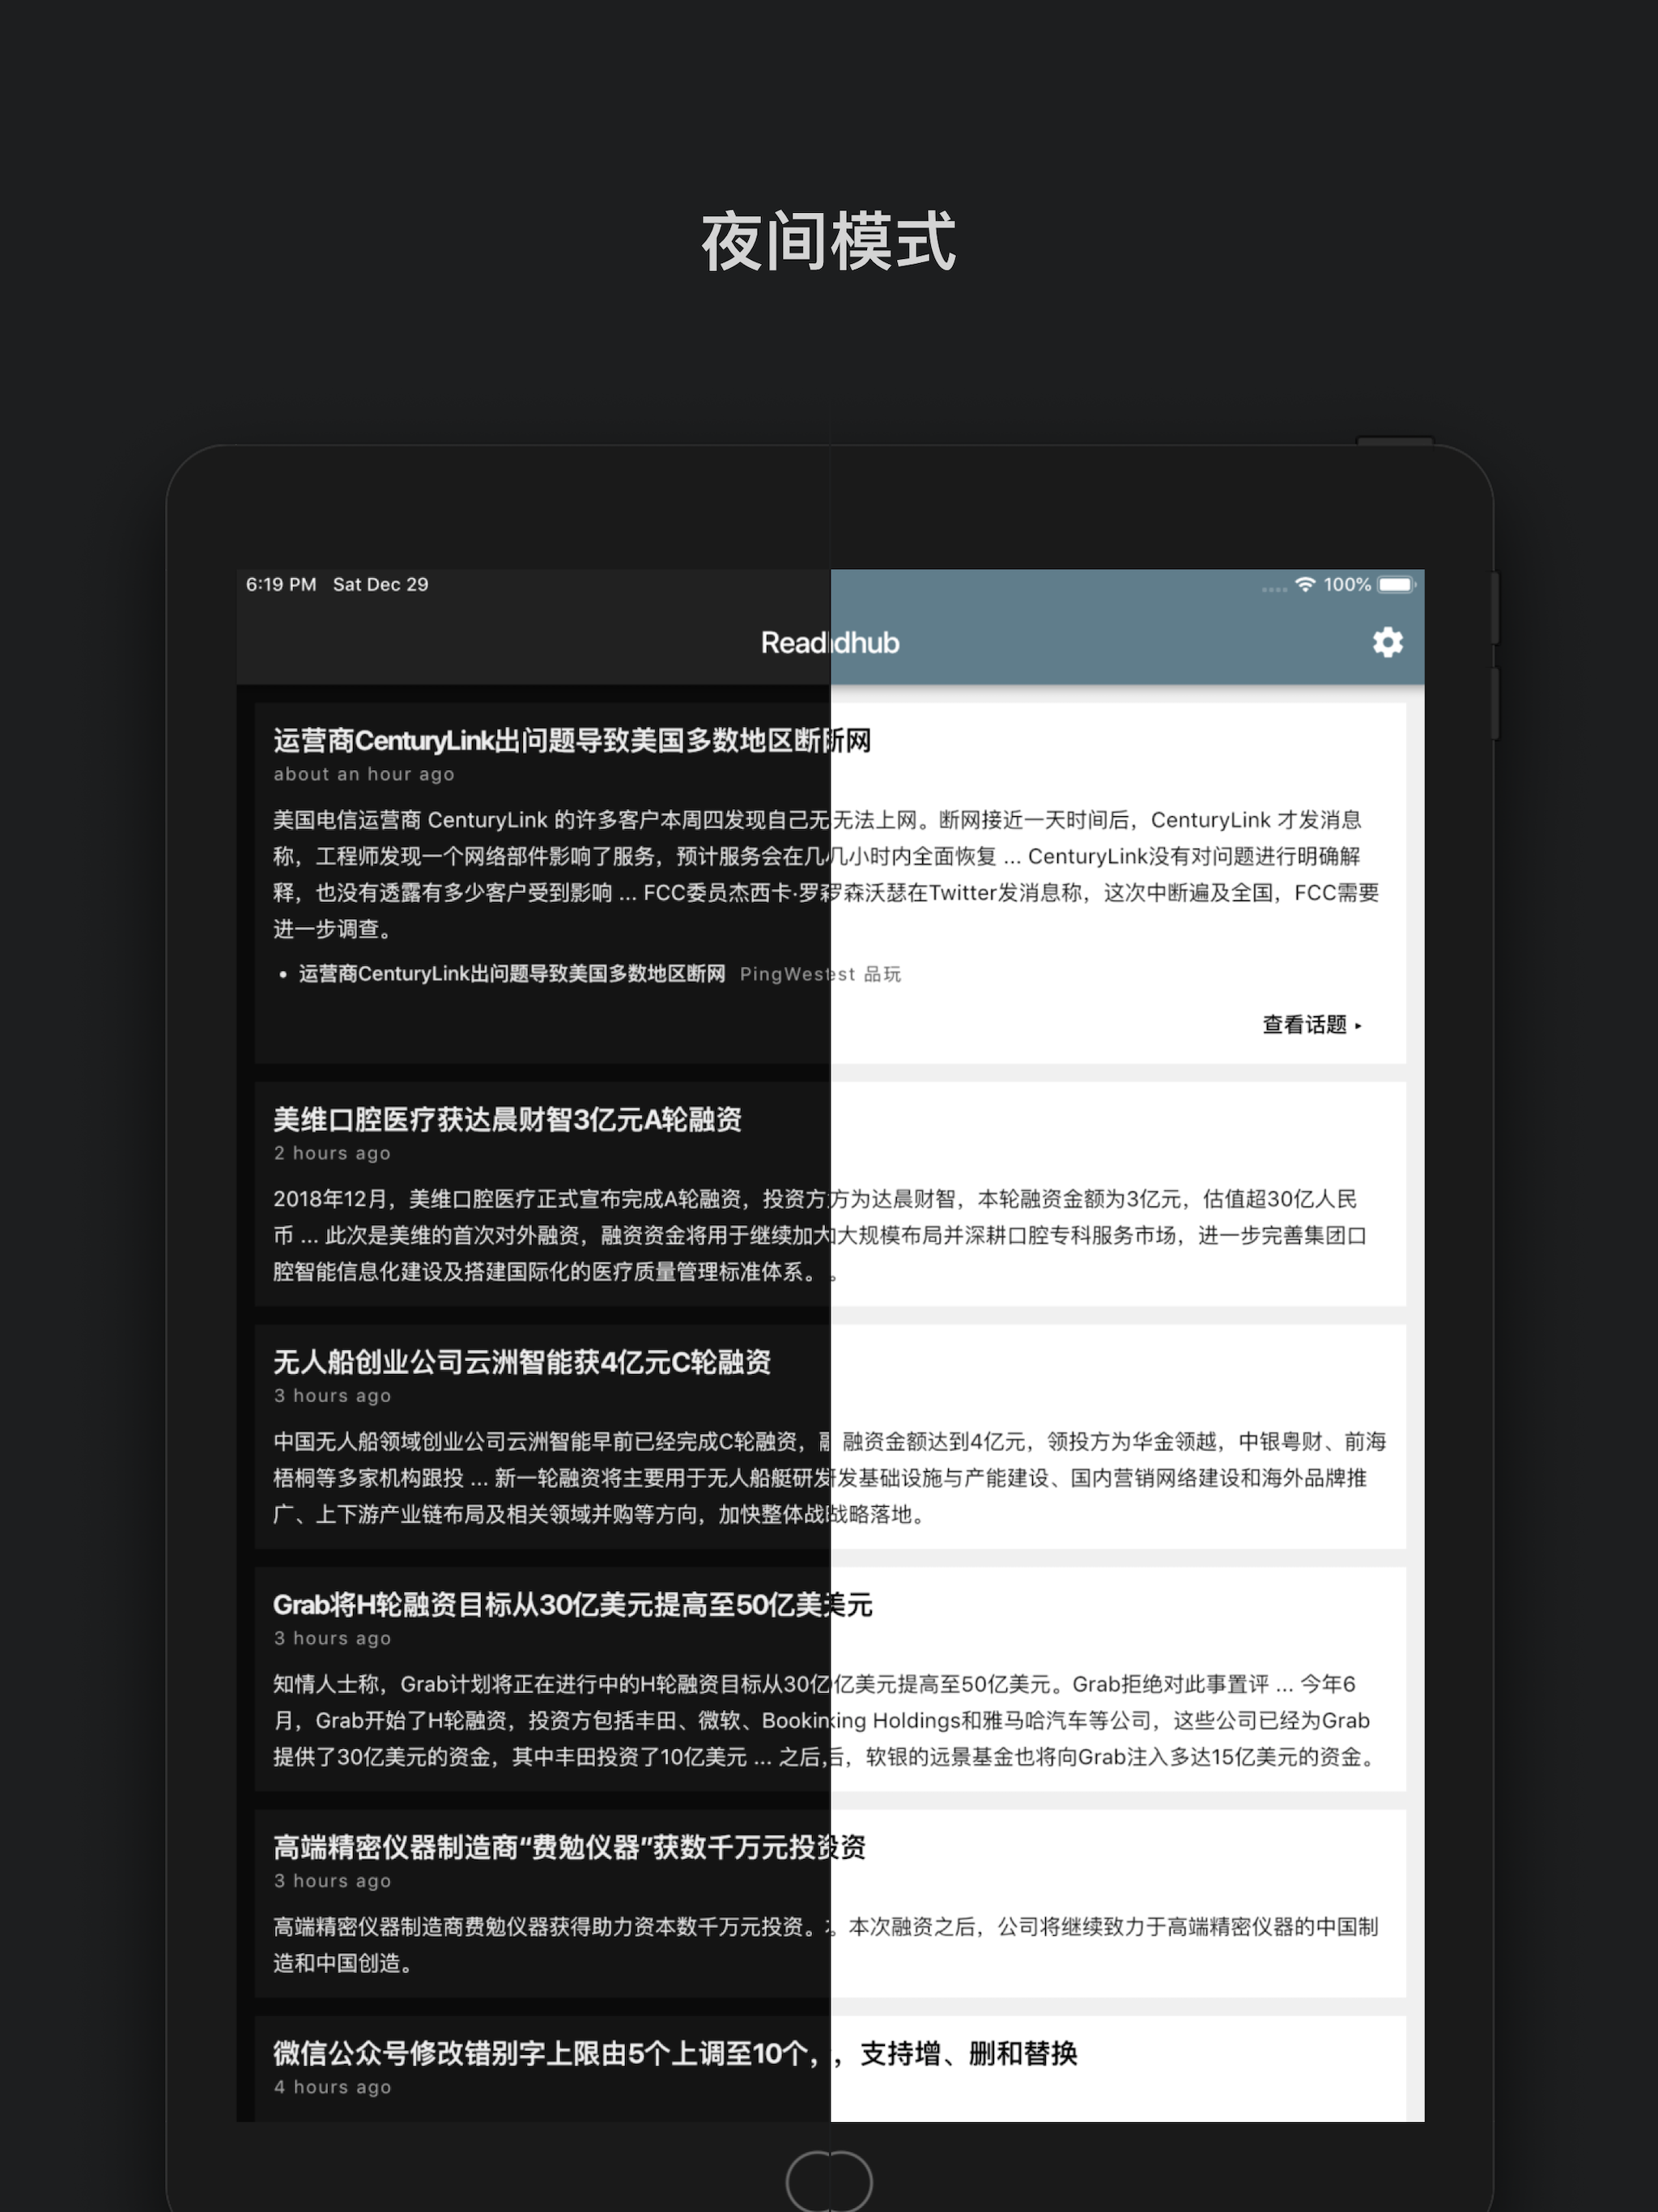 夜间模式
6:19 PM Sat Dec 29
100%
Readhub
运营商CenturyLink出问题导致美国多数地区断网
about an hour ago
美国电信运营商 CenturyLink 的许多客户本周四发现自己无法上网。断网接近一天时间后，CenturyLink 才发消息
称，工程师发现一个网络部件影响了服务，预计服务会在几小时内全面恢复 ... CenturyLink没有对问题进行明确解
释，也没有透露有多少客户受到影响 ... FCC委员杰西卡·罗森沃瑟在Twitter发消息称，这次中断遍及全国，FCC需要
进一步调查。
• 运营商CenturyLink出问题导致美国多数地区断网 PingWest 品玩
查看话题 ▸
美维口腔医疗获达晨财智3亿元A轮融资
2 hours ago
2018年12月，美维口腔医疗正式宣布完成A轮融资，投资方为达晨财智，本轮融资金额为3亿元，估值超30亿人民
币 ... 此次是美维的首次对外融资，融资资金将用于继续加大规模布局并深耕口腔专科服务市场，进一步完善集团口
腔智能信息化建设及搭建国际化的医疗质量管理标准体系。
无人船创业公司云洲智能获4亿元C轮融资
3 hours ago
中国无人船领域创业公司云洲智能早前已经完成C轮融资，融资金额达到4亿元，领投方为华金领越，中银粤财、前海
梧桐等多家机构跟投 ... 新一轮融资将主要用于无人船艇研发基础设施与产能建设、国内营销网络建设和海外品牌推
广、上下游产业链布局及相关领域并购等方向，加快整体战略落地。
Grab将H轮融资目标从30亿美元提高至50亿美元
3 hours ago
知情人士称，Grab计划将正在进行中的H轮融资目标从30亿美元提高至50亿美元。Grab拒绝对此事置评 ... 今年6
月，Grab开始了H轮融资，投资方包括丰田、微软、Booking Holdings和雅马哈汽车等公司，这些公司已经为Grab
提供了30亿美元的资金，其中丰田投资了10亿美元 ... 之后，软银的远景基金也将向Grab注入多达15亿美元的资金。
高端精密仪器制造商“费勉仪器”获数千万元投资
3 hours ago
高端精密仪器制造商费勉仪器获得助力资本数千万元投资。本次融资之后，公司将继续致力于高端精密仪器的中国制
造和中国创造。
微信公众号修改错别字上限由5个上调至10个，支持增、删和替换
4 hours ago